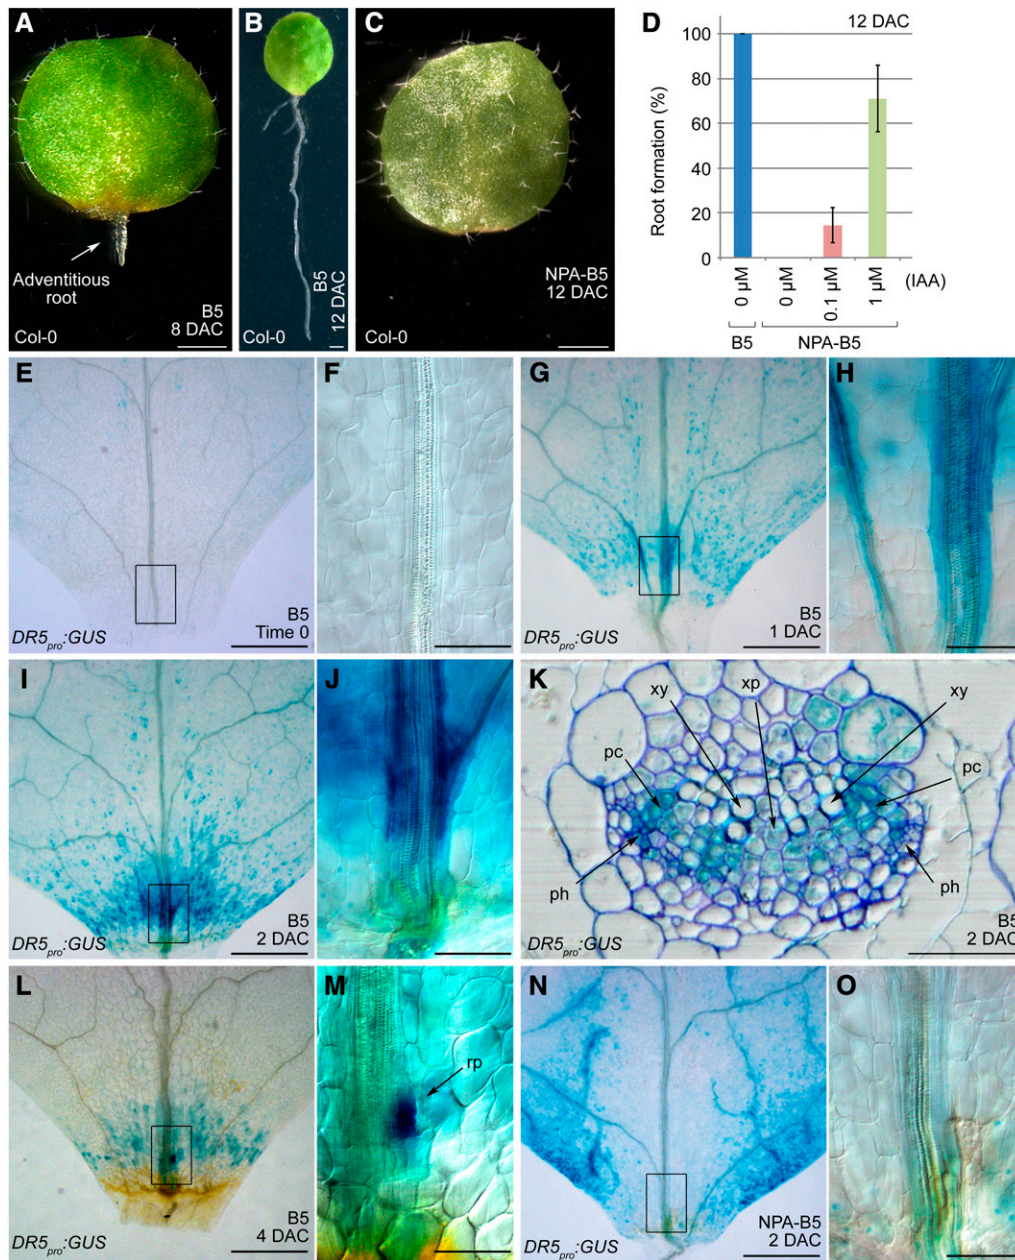 A
Adventitious
root
B5
8 DAC
Col-0
B
B5
12 DAC
Col-0
C
NPA-B5
12 DAC
Col-0
D
12 DAC
Root formation (%)
100
80
60
40
20
0
0 µM
0 µM
0.1 µM
1 µM
(IAA)
B5
NPA-B5
E
B5
Time 0
DR5pro:GUS
F
G
B5
1 DAC
DR5pro:GUS
H
I
B5
2 DAC
DR5pro:GUS
J
K
xy
xp
xy
pc
pc
ph
ph
B5
2 DAC
DR5pro:GUS
L
B5
4 DAC
DR5pro:GUS
M
rp
N
NPA-B5
2 DAC
DR5pro:GUS
O